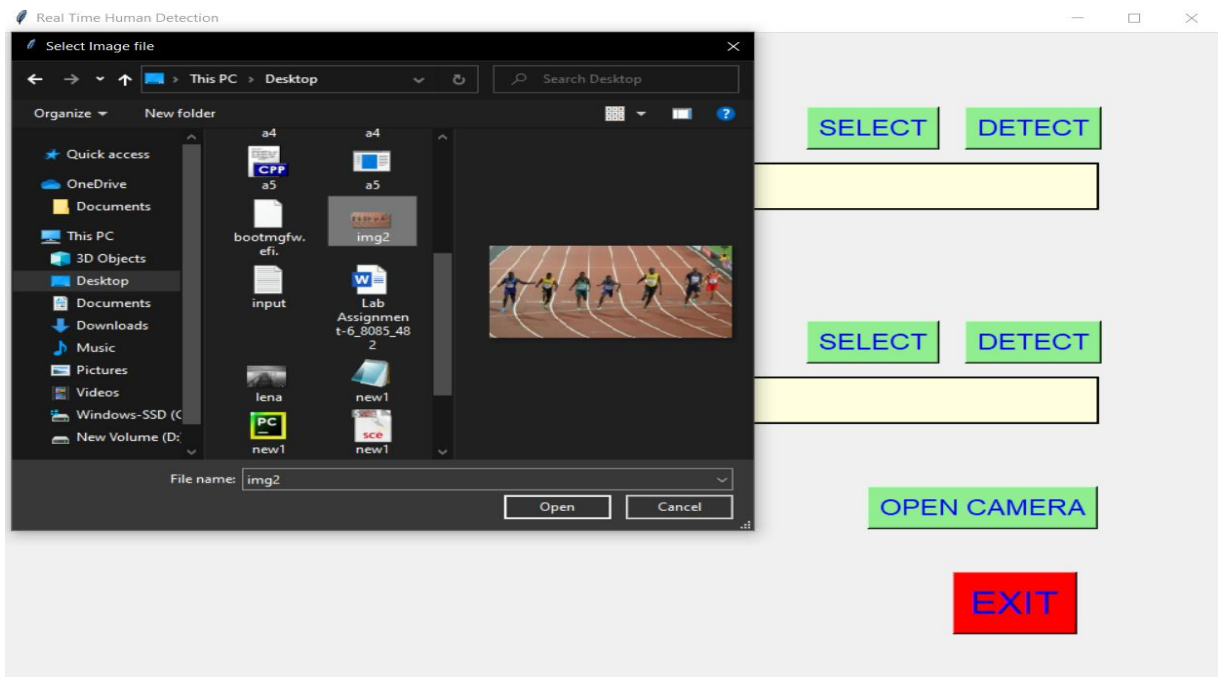 Real Time Human Detection
Select Image file
This PC > Desktop
Search Desktop
Organize
New folder
?
SELECT
DETECT
Quick access
OneDrive
Documents
This PC
3D Objects
Desktop
Documents
Downloads
Music
Pictures
Videos
Windows-SSD (C
New Volume (D:
a4
a4
CPP
a5
a5
bootmgfw.
efi.
img2
input
W
Lab
Assignmen
t-6_8085_48
2
lena
new1
PC
new1
sce
new1
SELECT
DETECT
File name:
img2
Open
Cancel
OPEN CAMERA
EXIT